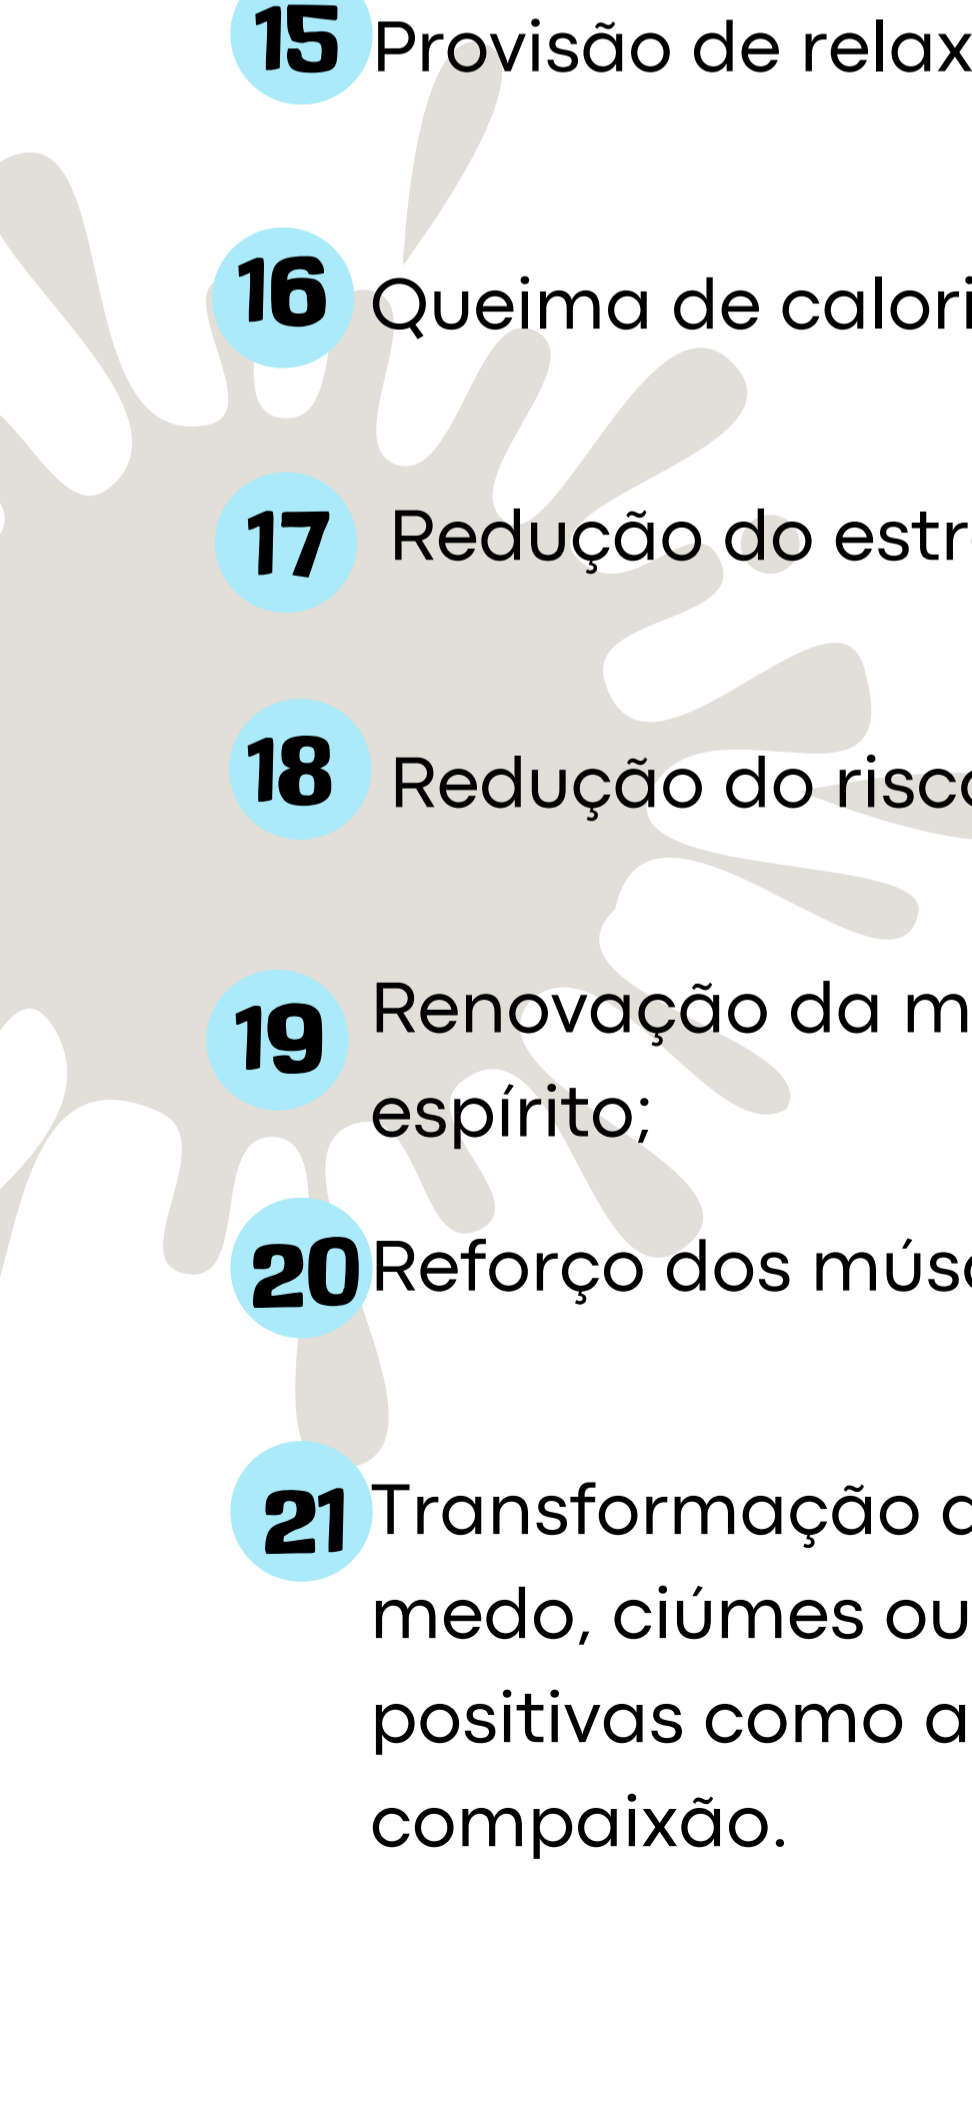 15 Provisão de relax
16 Queima de calori
17 Redução do estr
18 Redução do risc
19 Renovação da m
espírito;
20 Reforço dos mús
21 Transformação
medo, ciúmes ou
positivas como a
compaixão.